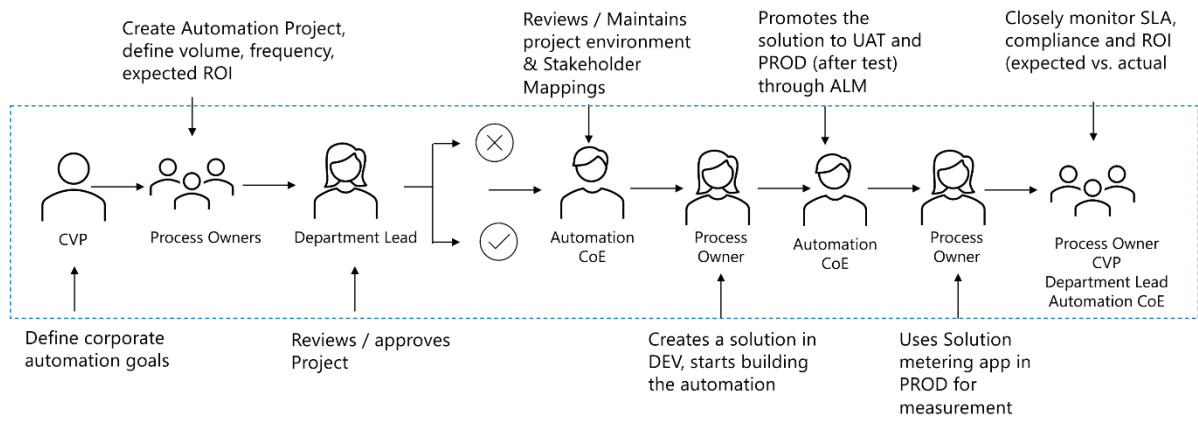 Create Automation Project,
define volume, frequency,
expected ROI
Reviews / Maintains
project environment
& Stakeholder
Mappings
Promotes the
solution to UAT and
PROD (after test)
through ALM
Closely monitor SLA,
compliance and ROI
(expected vs. actual
CVP
Process Owners
Department Lead
Automation
CoE
Process
Owner
Automation
CoE
Process
Owner
Process Owner
CVP
Department Lead
Automation CoE
Define corporate
automation goals
Reviews / approves
Project
Creates a solution in
DEV, starts building
the automation
Uses Solution
metering app in
PROD for
measurement